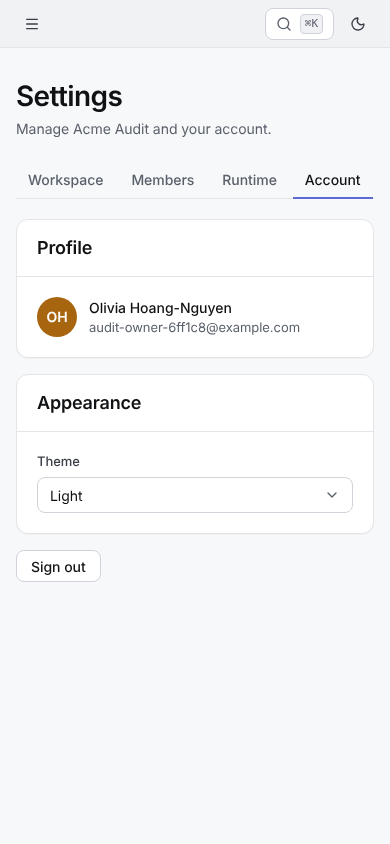 ⌘K
Settings
Manage Acme Audit and your account.
Workspace Members Runtime Account
Profile
OH
Olivia Hoang-Nguyen
audit-owner-6ff1c8@example.com
Appearance
Theme
Light
Sign out